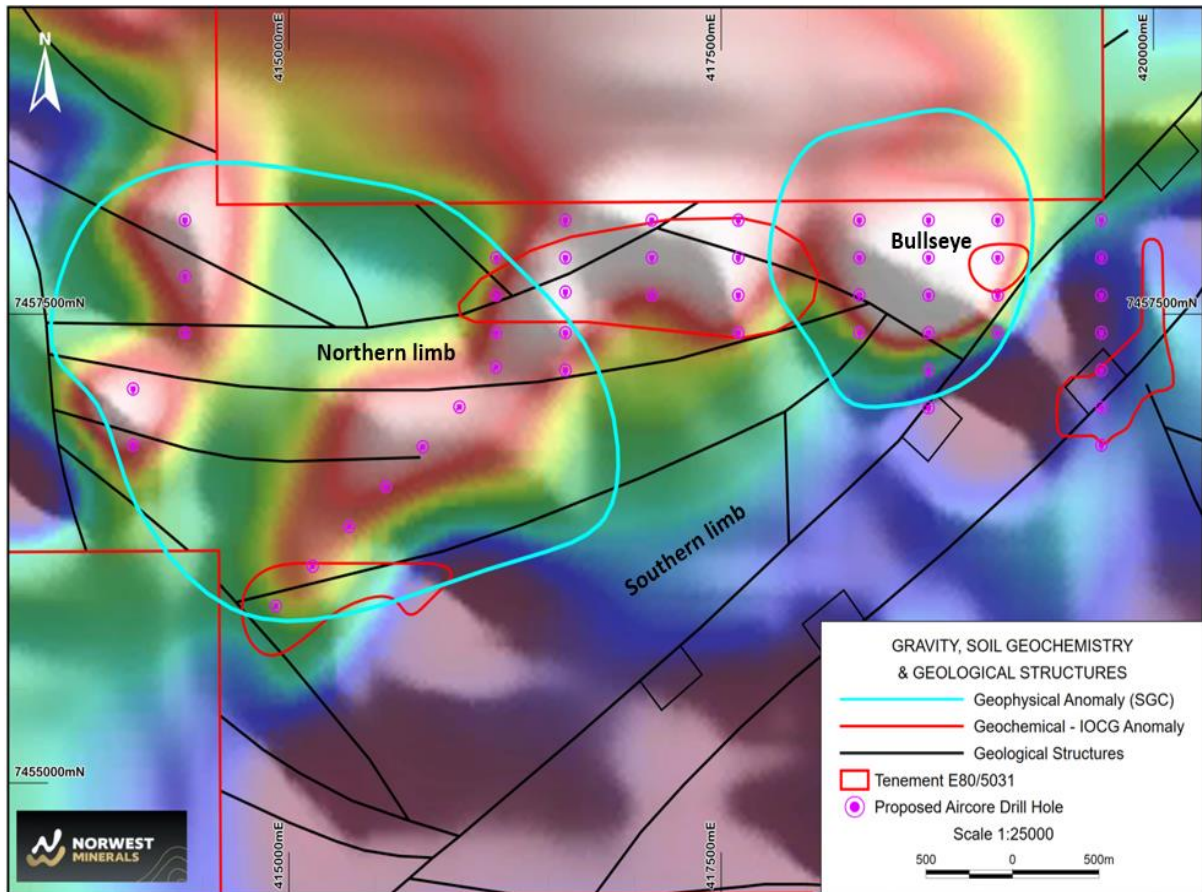 N
415000mE
417500mE
420000mE
Bullseye
7457500mN
7457500mN
Northern limb
Southern limb
7455000mN
415000mE
417500mE
NORWEST
MINERALS
GRAVITY, SOIL GEOCHEMISTRY
& GEOLOGICAL STRUCTURES
Geophysical Anomaly (SGC)
Geochemical - IOCG Anomaly
Geological Structures
Tenement E80/5031
Proposed Aircore Drill Hole
Scale 1:25000
500 0 500m